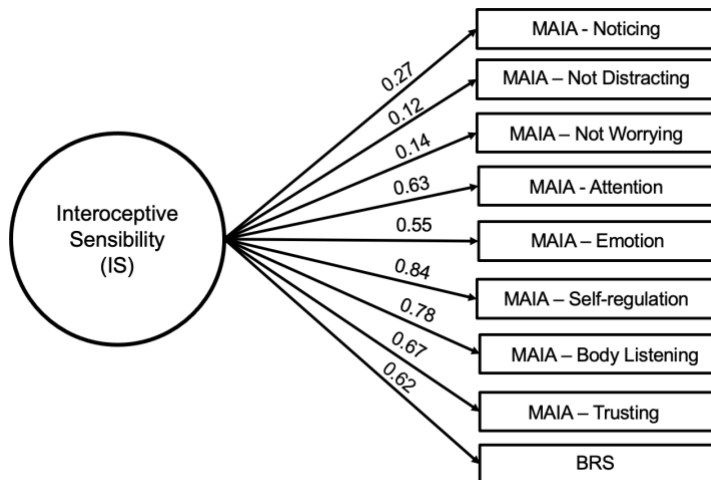 MAIA - Noticing
0.27
MAIA – Not Distracting
0.12
MAIA – Not Worrying
0.14
MAIA - Attention
0.63
Interoceptive
Sensibility
(IS)
0.55
MAIA – Emotion
0.84
MAIA – Self-regulation
0.78
MAIA – Body Listening
0.67
MAIA – Trusting
0.62
BRS